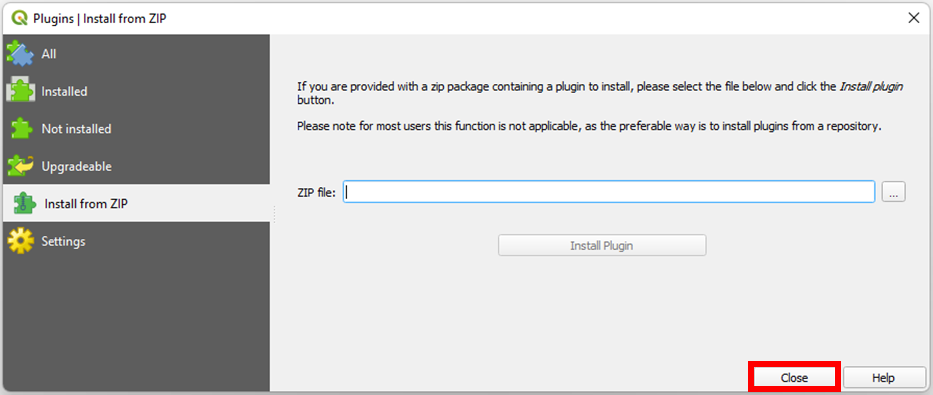 Plugins | Install from ZIP
All
Installed
Not installed
Upgradeable
Install from ZIP
Settings
If you are provided with a zip package containing a plugin to install, please select the file below and click the Install plugin
button.
Please note for most users this function is not applicable, as the preferable way is to install plugins from a repository.
ZIP file:
...
Install Plugin
Close
Help